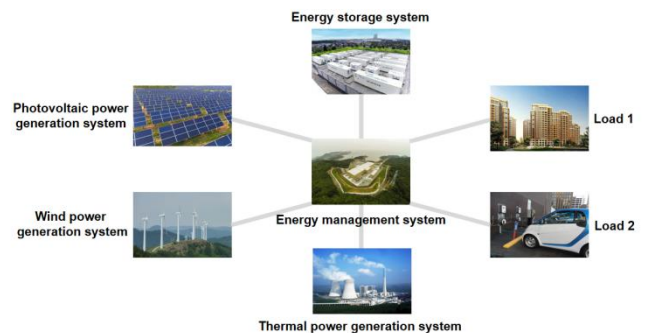 Energy storage system
Photovoltaic power
generation system
Load 1
Wind power
generation system
Energy management system
Load 2
Thermal power generation system